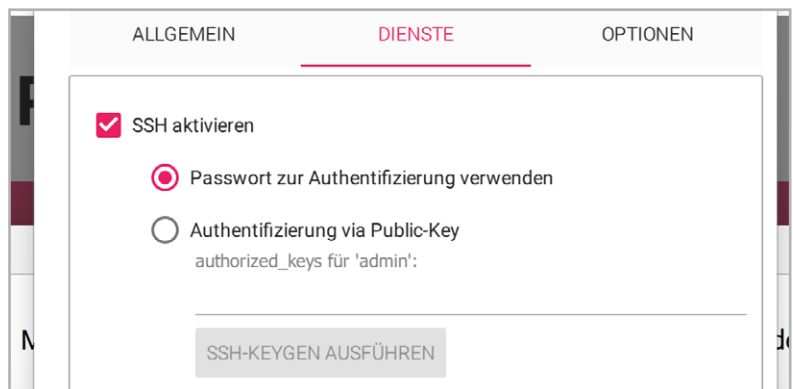 ALLGEMEIN DIENSTE OPTIONEN
SSH aktivieren
Passwort zur Authentifizierung verwenden
Authentifizierung via Public-Key
authorized_keys für 'admin':
SSH-KEYGEN AUSFÜHREN